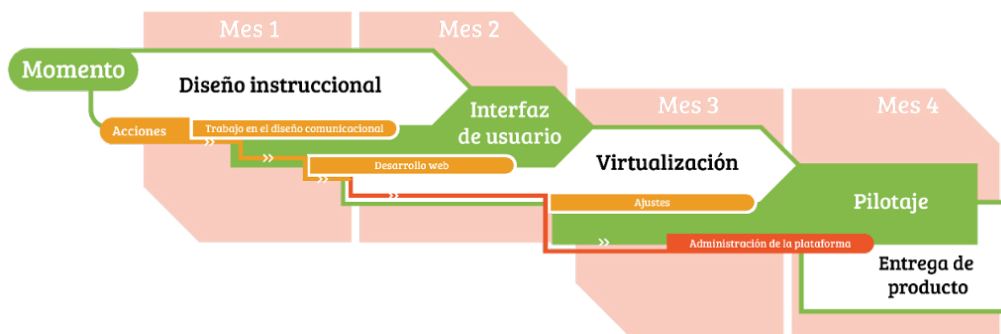 Mes 1
Mes 2
Momento
Diseño instruccional
Interfaz
de usuario
Mes 3
Mes 4
Acciones
Trabajo en el diseño comunicacional
Desarrollo web
Virtualización
Ajustes
Pilotaje
Administración de la plataforma
Entrega de
producto